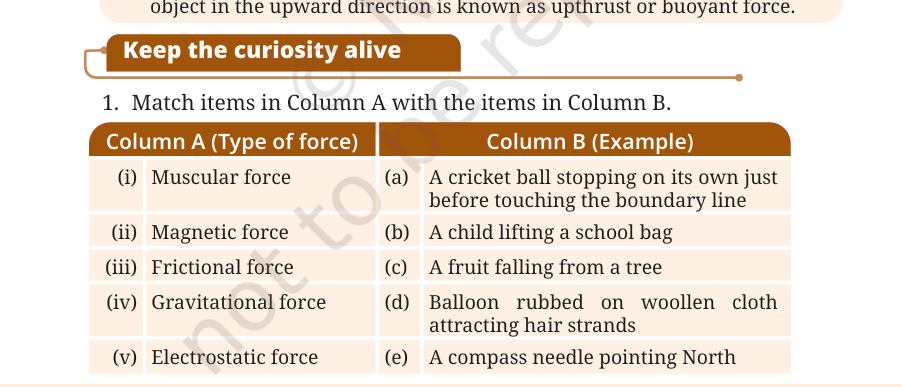 object in the upward direction is known as upthrust or buoyant force.
Keep the curiosity alive
1. Match items in Column A with the items in Column B.
Column A (Type of force) Column B (Example)
(i) Muscular force (a) A cricket ball stopping on its own just
before touching the boundary line
(ii) Magnetic force (b) A child lifting a school bag
(iii) Frictional force (c) A fruit falling from a tree
(iv) Gravitational force (d) Balloon rubbed on woollen cloth
attracting hair strands
(v) Electrostatic force (e) A compass needle pointing North
©
not to be